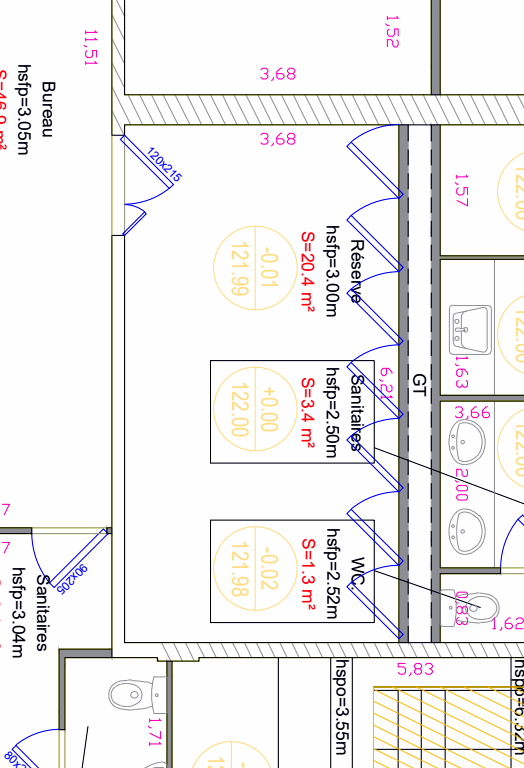 11,51
1,52
3,68
3,68
Bureau
hsfp=3.05m
120x215
1,57
Réserve
hsfp=3.00m
S=20.4 m²
-0.01
121.99
GT
6,21
1,63
Sanitaires
hsfp=2.50m
S=3.4 m²
+0.00
122.00
3,66
2,00
WC
hsfp=2.52m
S=1.3 m²
-0.02
121.98
0,83
1,62
90x205
Sanitaires
hsfp=3.04m
5,83
hspo=3.55m
1,71